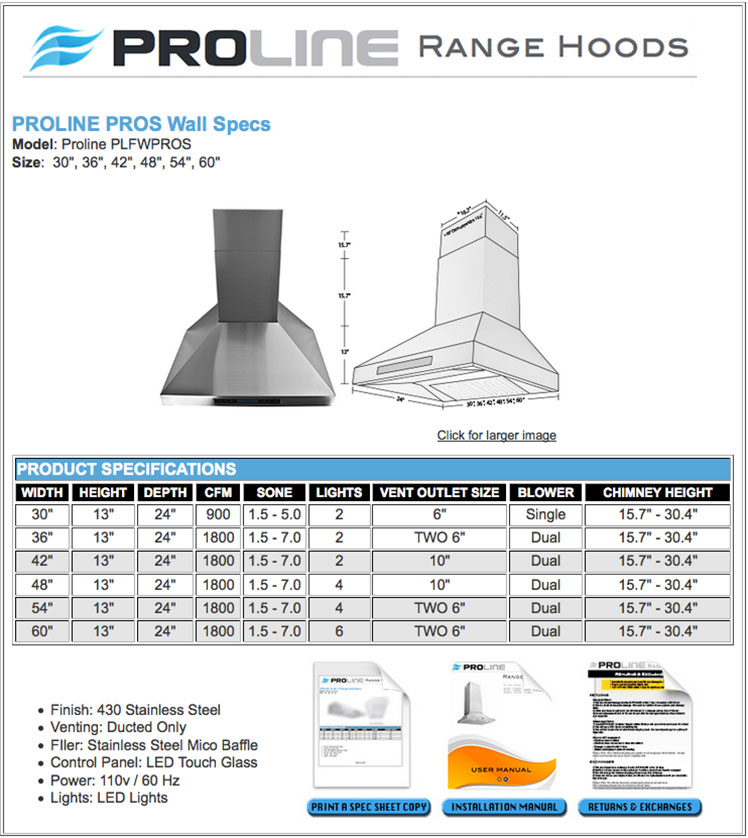 PROLINE RANGE HOODS
PROLINE PROS Wall Specs
Model: Proline PLFWPROS
Size: 30", 36", 42", 48", 54", 60"
15.7"
15.7"
13"
24"
30", 36", 42", 48", 54", 60"
Click for larger image
PRODUCT SPECIFICATIONS
WIDTH HEIGHT DEPTH CFM SONE LIGHTS VENT OUTLET SIZE BLOWER CHIMNEY HEIGHT
30" 13" 24" 900 1.5 - 5.0 2 6" Single 15.7" - 30.4"
36" 13" 24" 1800 1.5 - 7.0 2 TWO 6" Dual 15.7" - 30.4"
42" 13" 24" 1800 1.5 - 7.0 2 10" Dual 15.7" - 30.4"
48" 13" 24" 1800 1.5 - 7.0 4 10" Dual 15.7" - 30.4"
54" 13" 24" 1800 1.5 - 7.0 4 TWO 6" Dual 15.7" - 30.4"
60" 13" 24" 1800 1.5 - 7.0 6 TWO 6" Dual 15.7" - 30.4"
• Finish: 430 Stainless Steel
• Venting: Ducted Only
• FIler: Stainless Steel Mico Baffle
• Control Panel: LED Touch Glass
• Power: 110v / 60 Hz
• Lights: LED Lights
PROLINE RANGE
PRINT A SPEC SHEET COPY
PROLINE RANGE
USER MANUAL
INSTALLATION MANUAL
PROLINE
RETURNS
EXCHANGES
RETURNS & EXCHANGES